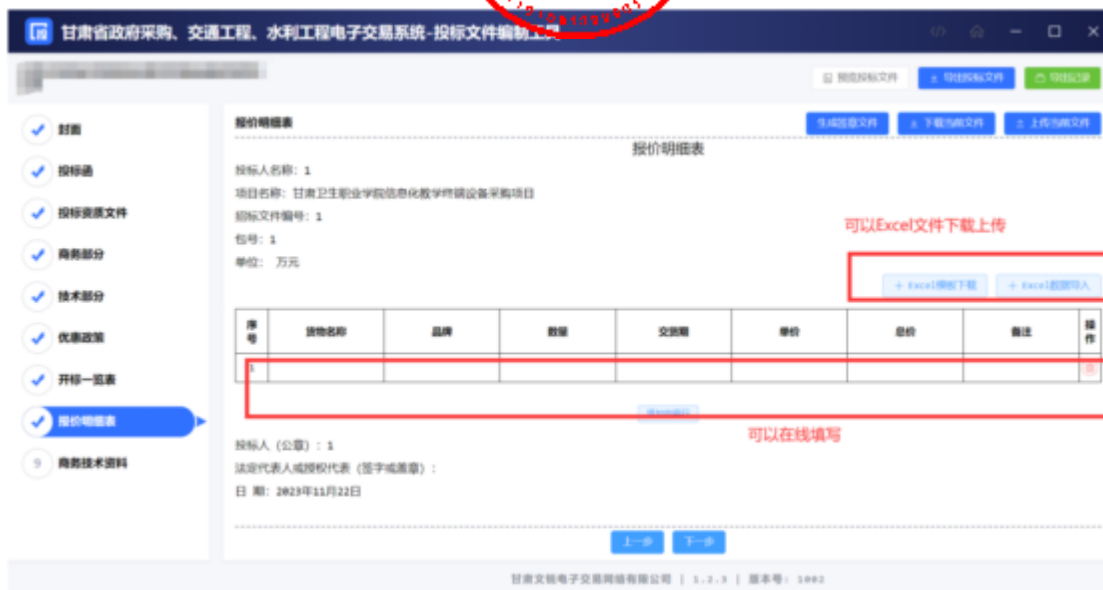 甘肃省政府采购、交通工程、水利工程电子交易系统-投标文件编制工具
预览投标文件 导出投标文件 导出记录
封面
投标函
投标资质文件
商务部分
技术部分
优惠政策
开标一览表
报价明细表
9 商务技术资料
报价明细表 生成签章文件 下载当前文件 上传当前文件
报价明细表
投标人名称: 1
项目名称: 甘肃卫生职业学院信息化教学终端设备采购项目
招标文件编号: 1
包号: 1
单位: 万元
可以Excel文件下载上传
+ Excel模板下载 + Excel数据导入
序号 货物名称 品牌 数量 交货期 单价 总价 备注 操作
1
可以在线填写
投标人 (公章) : 1
法定代表人或授权代表 (签字或盖章) :
日 期: 2023年11月22日
上一步 下一步
甘肃文锐电子交易网络有限公司 | 1.2.3 | 版本号: 1002